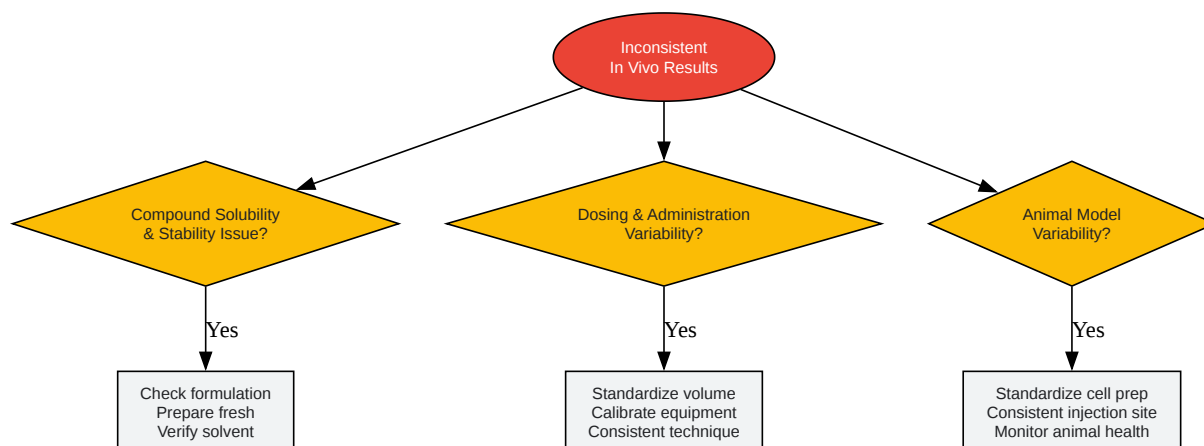 Inconsistent
In Vivo Results
Compound Solubility
& Stability Issue?
Dosing & Administration
Variability?
Animal Model
Variability?
Yes
Yes
Yes
Check formulation
Prepare fresh
Verify solvent
Standardize volume
Calibrate equipment
Consistent technique
Standardize cell prep
Consistent injection site
Monitor animal health